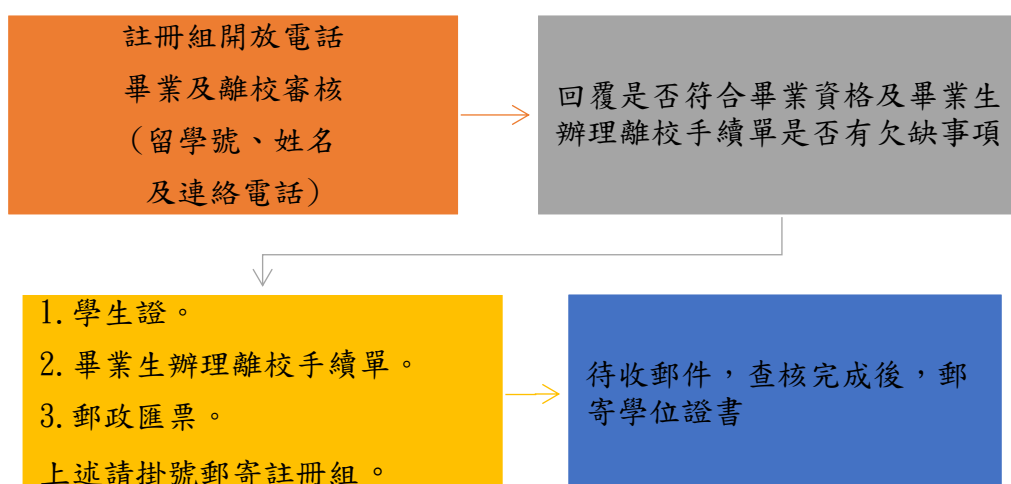 註冊組開放電話
畢業及離校審核
(留學號、姓名
及連絡電話)
回覆是否符合畢業資格及畢業生
辦理離校手續單是否有欠缺事項
1.學生證。
2.畢業生辦理離校手續單。
3.郵政匯票。
上述請掛號郵寄註冊組。
待收郵件，查核完成後，郵
寄學位證書